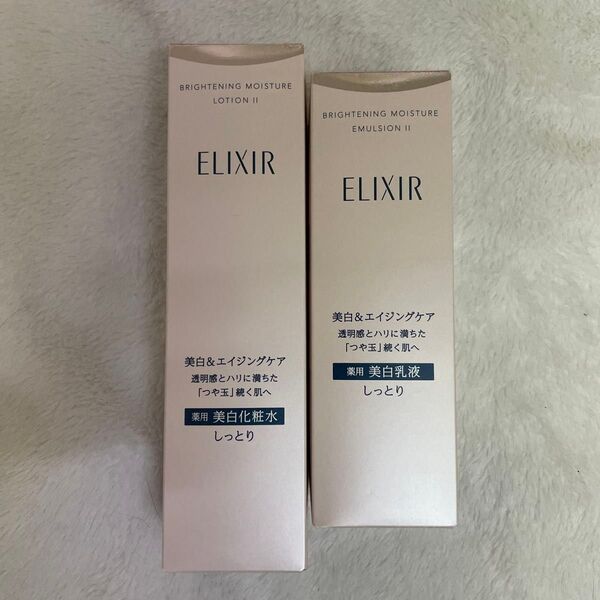 BRIGHTENING MOISTURE
LOTION II
ELIXIR
美白&エイジングケア
透明感とハリに満ちた
「つや玉」続く肌へ
薬用 美白化粧水
しっとり
BRIGHTENING MOISTURE
EMULSION II
ELIXIR
美白&エイジングケア
透明感とハリに満ちた
「つや玉」続く肌へ
薬用 美白乳液
しっとり